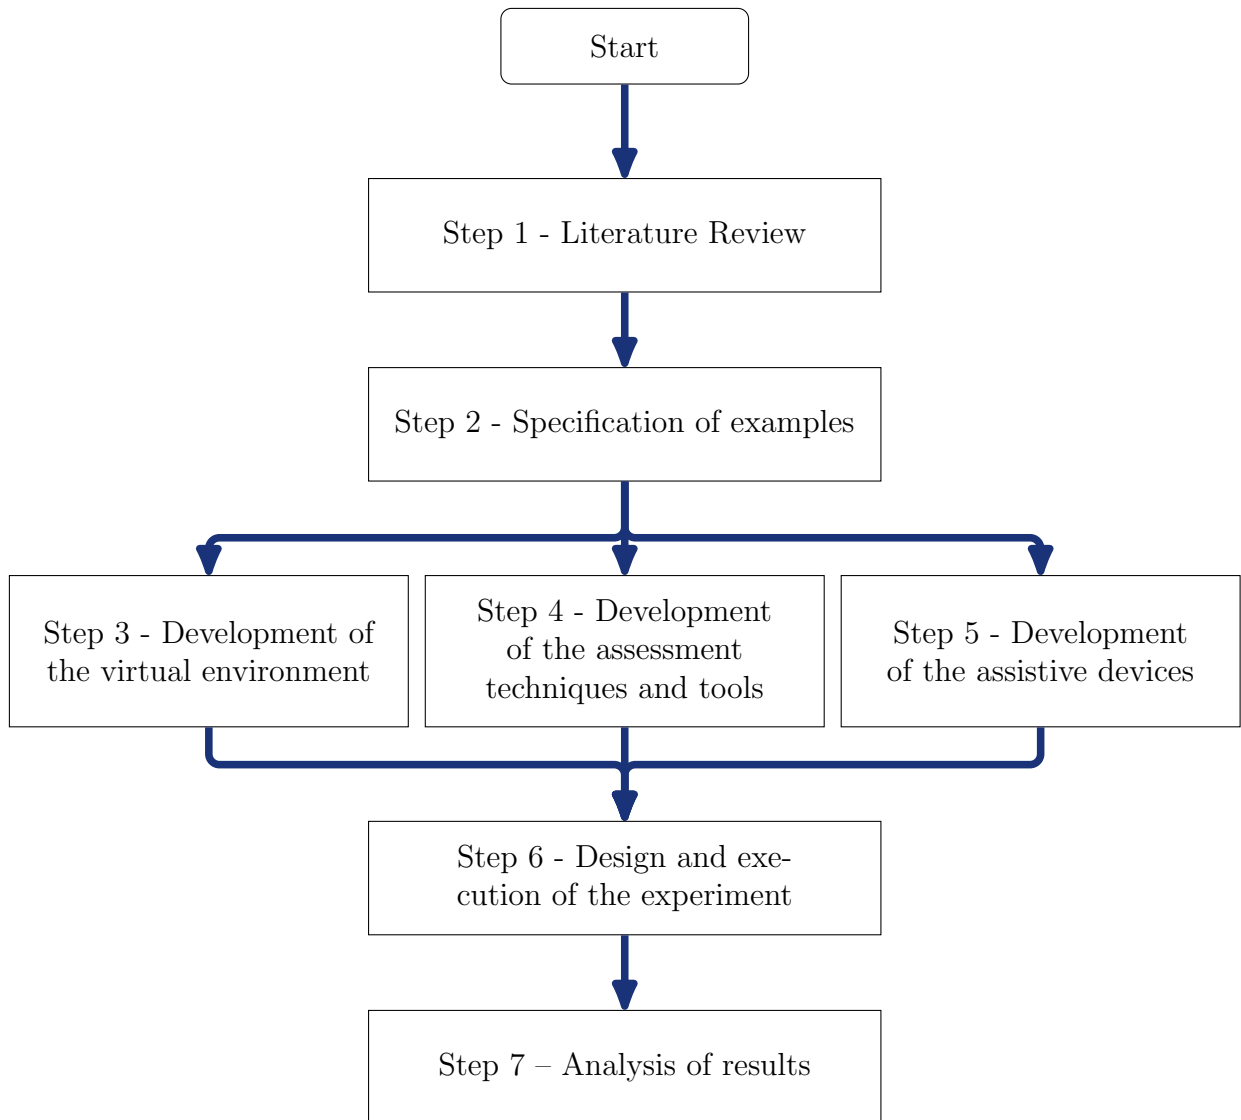 Start
Step 1 - Literature Review
Step 2 - Specification of examples
Step 3 - Development of
the virtual environment
Step 4 - Development
of the assessment
techniques and tools
Step 5 - Development
of the assistive devices
Step 6 - Design and exe-
cution of the experiment
Step 7 – Analysis of results